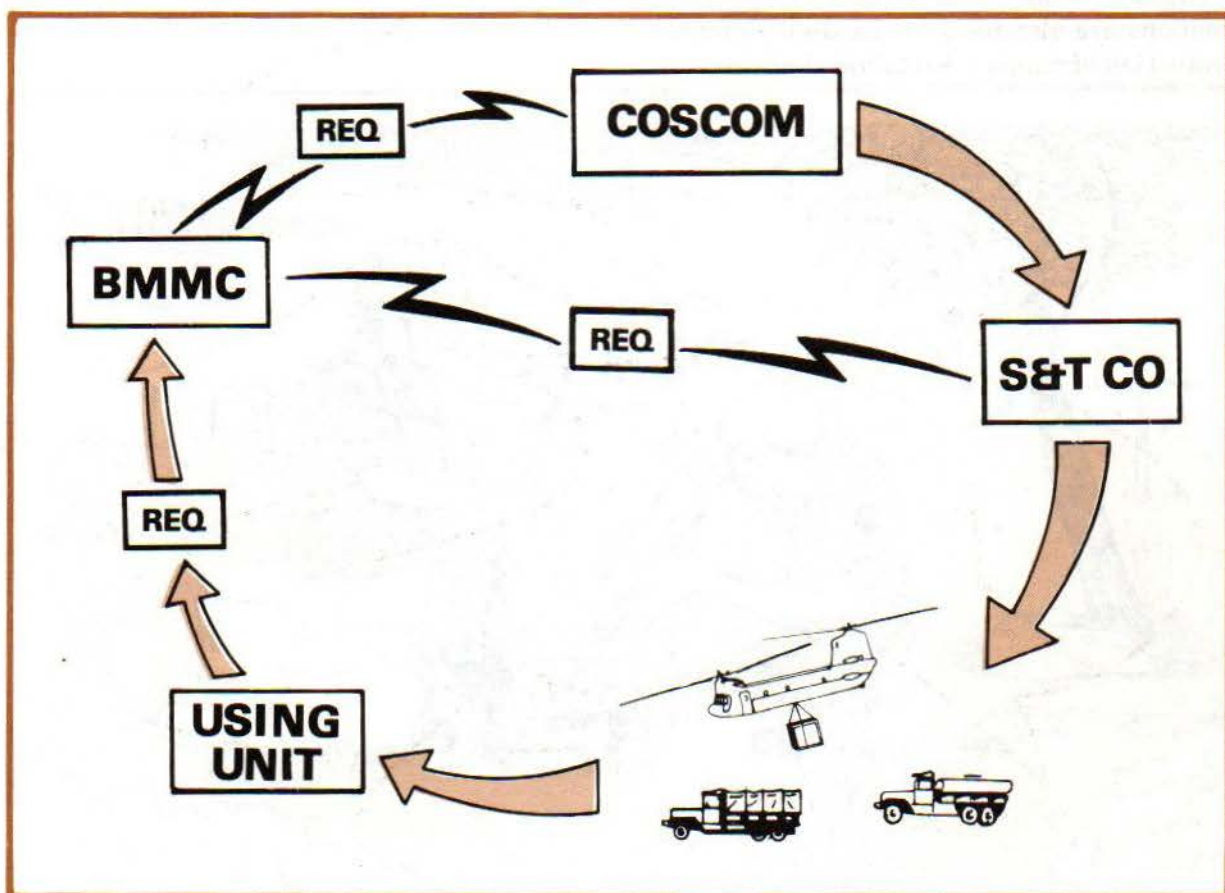 REQ
COSCOM
BMMC
REQ
S&T CO
REQ
USING
UNIT